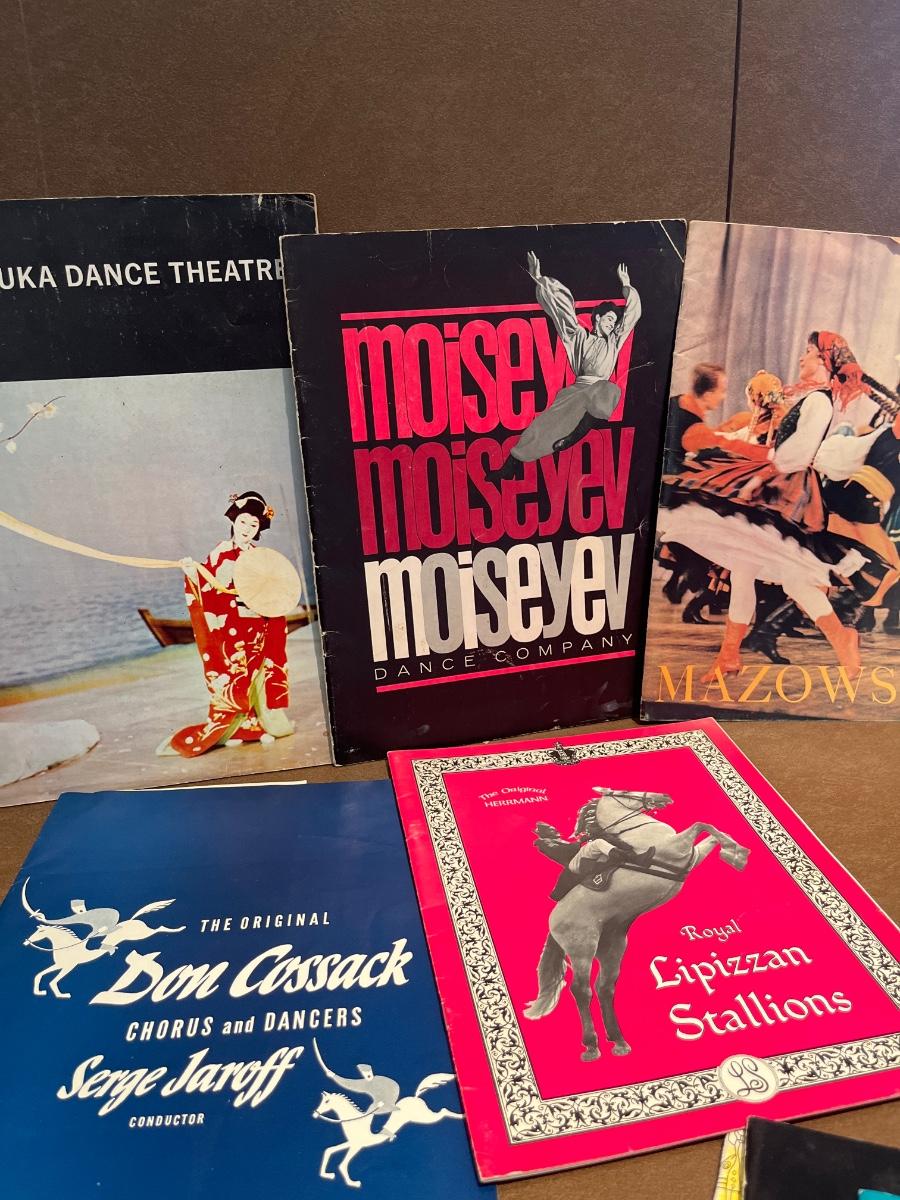 UKA DANCE THEATRE
moiseyev
moiseyev
moiseyev
DANCE COMPANY
MAZOWS
THE ORIGINAL
Don Cossack
CHORUS and DANCERS
Serge Jaroff
CONDUCTOR
The Original
HERRMANN
Royal
Lipizzan
Stallions
LS